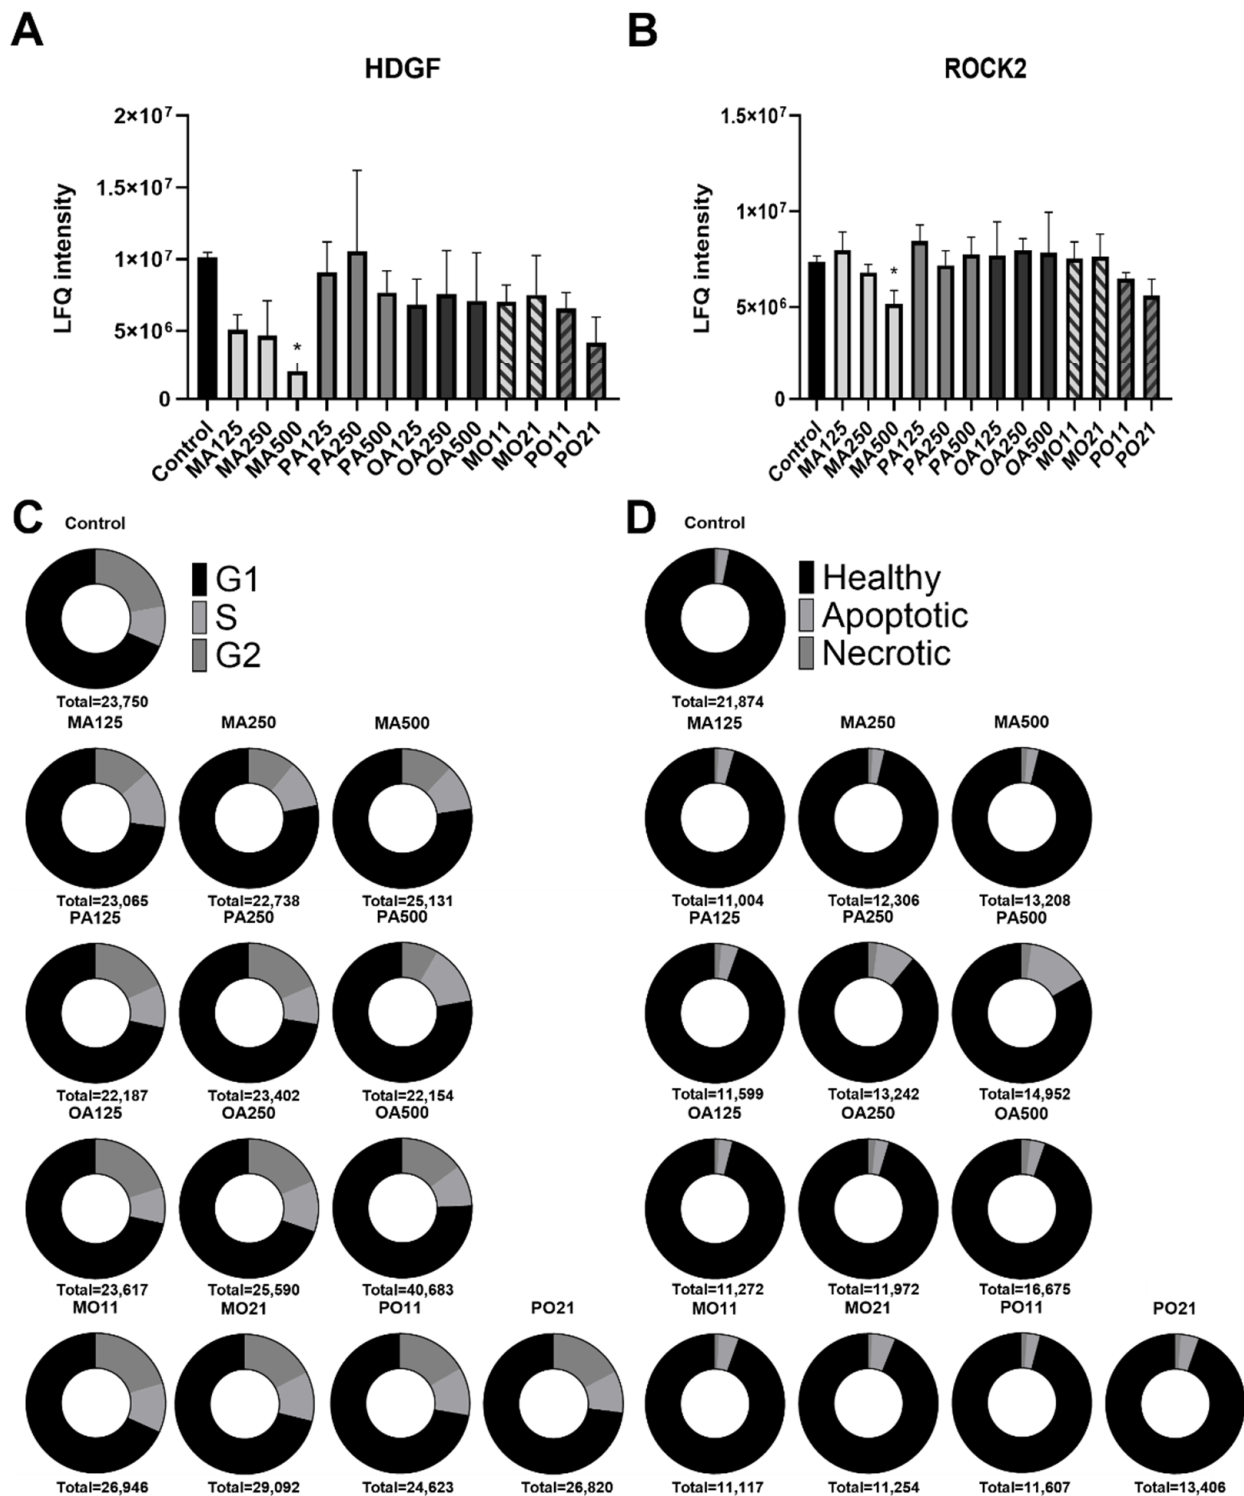 A
B
HDGF
ROCK2
2×10⁷
1.5×10⁷
1×10⁷
5×10⁶
0
LFQ intensity
*
Control
MA125
MA250
MA500
PA125
PA250
PA500
OA125
OA250
OA500
MO11
MO21
PO11
PO21
1.5×10⁷
1×10⁷
5×10⁶
0
LFQ intensity
*
Control
MA125
MA250
MA500
PA125
PA250
PA500
OA125
OA250
OA500
MO11
MO21
PO11
PO21
C
Control
G1
S
G2
Total=23,750
MA125 MA250 MA500
Total=23,065 Total=22,738 Total=25,131
PA125 PA250 PA500
Total=22,187 Total=23,402 Total=22,154
OA125 OA250 OA500
Total=23,617 Total=25,590 Total=40,683
MO11 MO21 PO11 PO21
Total=26,946 Total=29,092 Total=24,623 Total=26,820
D
Control
Healthy
Apoptotic
Necrotic
Total=21,874
MA125 MA250 MA500
Total=11,004 Total=12,306 Total=13,208
PA125 PA250 PA500
Total=11,599 Total=13,242 Total=14,952
OA125 OA250 OA500
Total=11,272 Total=11,972 Total=16,675
MO11 MO21 PO11 PO21
Total=11,117 Total=11,254 Total=11,607 Total=13,406